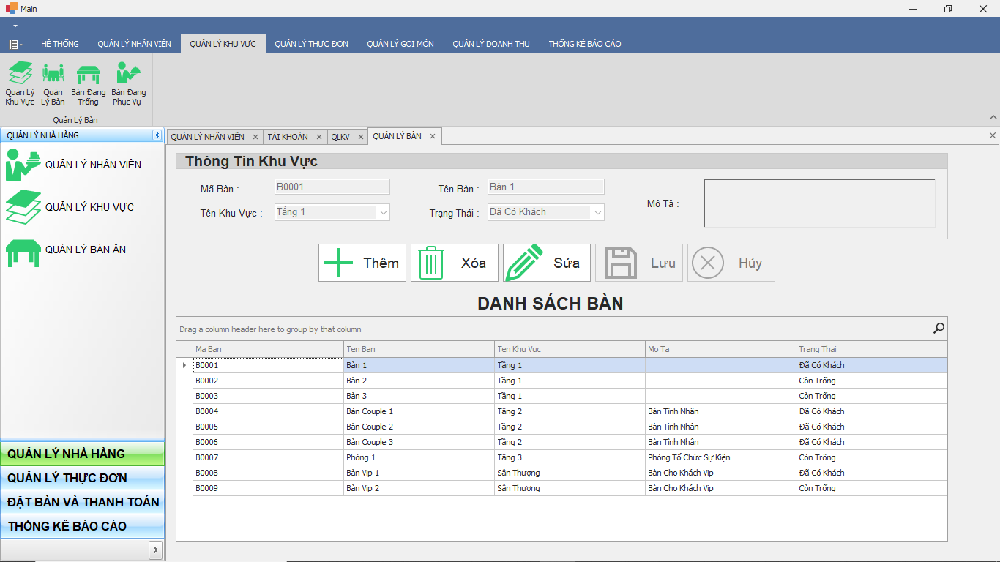 Main
HỆ THỐNG QUẢN LÝ NHÂN VIÊN QUẢN LÝ KHU VỰC QUẢN LÝ THỰC ĐƠN QUẢN LÝ GỌI MÓN QUẢN LÝ DOANH THU THỐNG KÊ BÁO CÁO
Quản Lý Quản Bàn Đang Bàn Đang
Khu Vực Lý Bàn Trống Phục Vụ
Quản Lý Bàn
QUẢN LÝ NHÀ HÀNG
QUẢN LÝ NHÂN VIÊN
QUẢN LÝ KHU VỰC
QUẢN LÝ BÀN ĂN
QUẢN LÝ NHÀ HÀNG
QUẢN LÝ THỰC ĐƠN
ĐẶT BÀN VÀ THANH TOÁN
THỐNG KÊ BÁO CÁO
QUẢN LÝ NHÂN VIÊN TÀI KHOẢN QLKV QUẢN LÝ BÀN
Thông Tin Khu Vực
Mã Bàn : B0001 Tên Bàn : Bàn 1
Mô Tả :
Tên Khu Vực : Tầng 1 Trạng Thái : Đã Có Khách
Thêm Xóa Sửa Lưu Hủy
DANH SÁCH BÀN
Drag a column header here to group by that column
Ma Ban Ten Ban Ten Khu Vuc Mo Ta Trang Thai
B0001 Bàn 1 Tầng 1 Đã Có Khách
B0002 Bàn 2 Tầng 1 Còn Trống
B0003 Bàn 3 Tầng 1 Còn Trống
B0004 Bàn Couple 1 Tầng 2 Bàn Tình Nhân Đã Có Khách
B0005 Bàn Couple 2 Tầng 2 Bàn Tình Nhân Đã Có Khách
B0006 Bàn Couple 3 Tầng 2 Bàn Tình Nhân Đã Có Khách
B0007 Phòng 1 Tầng 3 Phòng Tổ Chức Sự Kiện Còn Trống
B0008 Bàn Vip 1 Sân Thượng Bàn Cho Khách Vip Đã Có Khách
B0009 Bàn Vip 2 Sân Thượng Bàn Cho Khách Vip Còn Trống